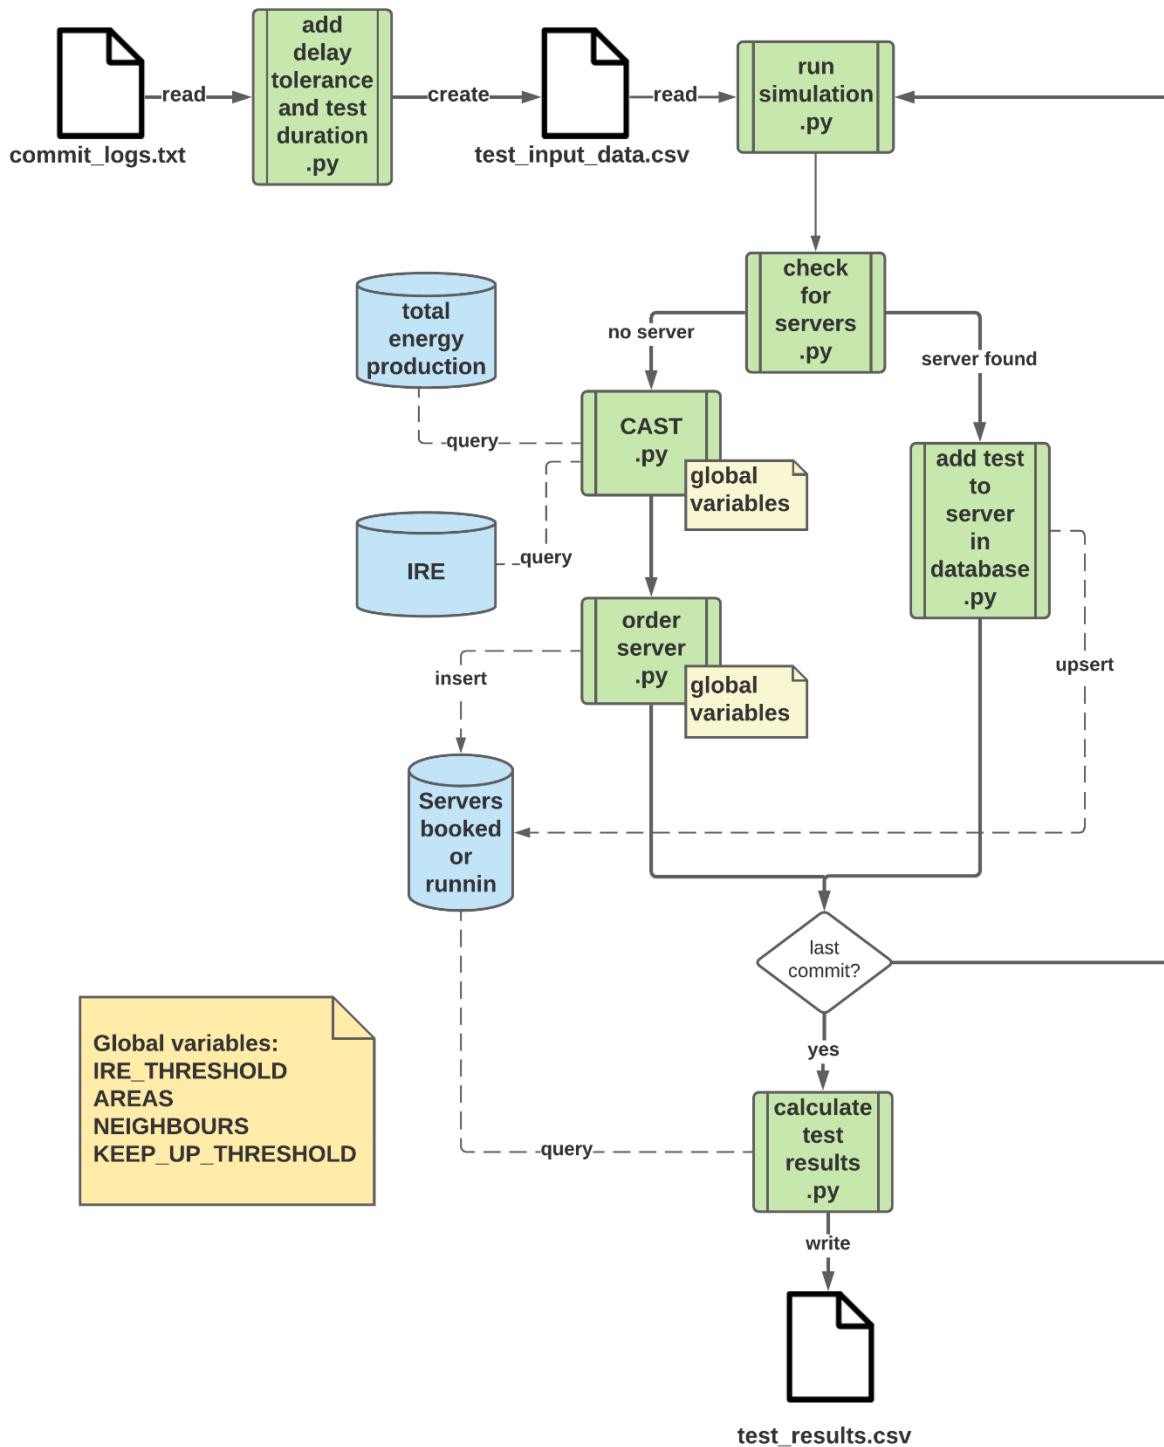 add
delay
tolerance
and test
duration
.py
commit_logs.txt
read
create
test_input_data.csv
read
run
simulation
.py
check
for
servers
.py
no server
server found
total
energy
production
query
CAST
.py
global
variables
IRE
query
add test
to
server
in
database
.py
upsert
order
server
.py
global
variables
insert
Servers
booked
or
runnin
last
commit?
yes
Global variables:
IRE_THRESHOLD
AREAS
NEIGHBOURS
KEEP_UP_THRESHOLD
query
calculate
test
results
.py
write
test_results.csv